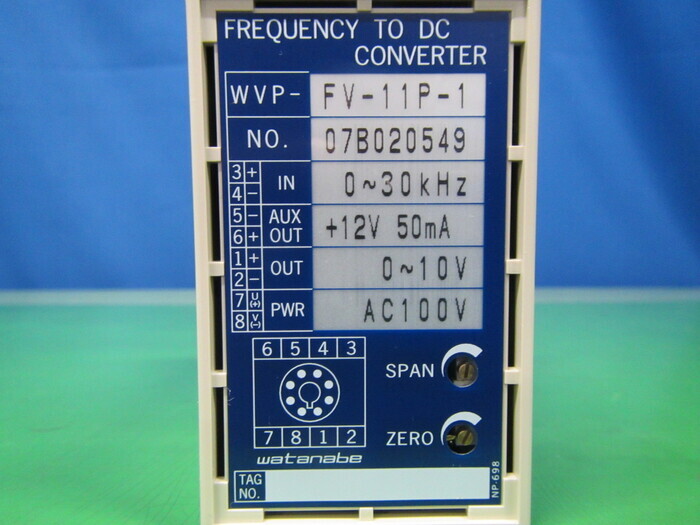 FREQUENCY TO DC
CONVERTER
WVP- FV-11P-1
NO. 07B020549
3 + IN 0~30kHz
4 -
5 - AUX OUT +12V 50mA
6 +
1 + OUT 0~10V
2 -
7 U(+) PWR AC100V
8 V(-)
6 5 4 3
SPAN
7 8 1 2
ZERO
watanabe
TAG NO.
NP-698